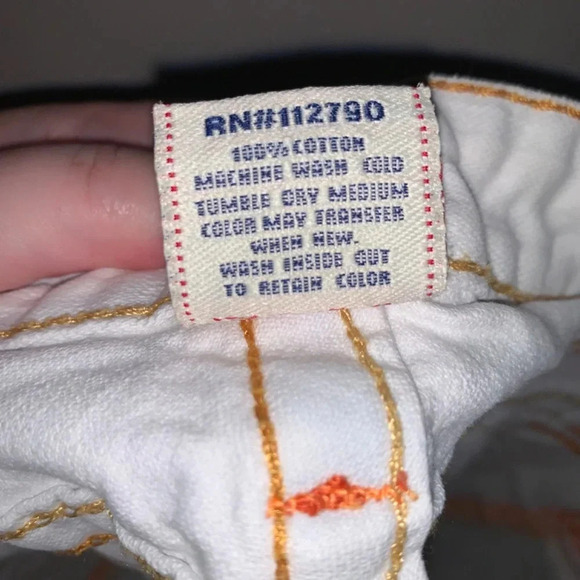 RN#112790
100% COTTON
MACHINE WASH COLD
TUMBLE DRY MEDIUM
COLOR MAY TRANSFER
WHEN NEW.
WASH INSIDE OUT
TO RETAIN COLOR